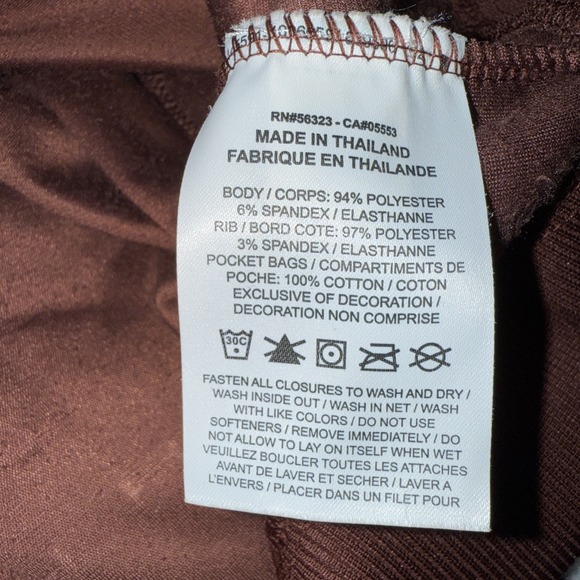 RN#56323 - CA#05553
MADE IN THAILAND
FABRIQUE EN THAILANDE
BODY / CORPS: 94% POLYESTER
6% SPANDEX / ELASTHANNE
RIB / BORD COTE: 97% POLYESTER
3% SPANDEX / ELASTHANNE
POCKET BAGS / COMPARTIMENTS DE
POCHE: 100% COTTON / COTON
EXCLUSIVE OF DECORATION /
DECORATION NON COMPRISE
30C
FASTEN ALL CLOSURES TO WASH AND DRY /
WASH INSIDE OUT / WASH IN NET / WASH
WITH LIKE COLORS / DO NOT USE
SOFTENERS / REMOVE IMMEDIATELY / DO
NOT ALLOW TO LAY ON ITSELF WHEN WET
VEUILLEZ BOUCLER TOUTES LES ATTACHES
AVANT DE LAVER ET SECHER / LAVER A
L'ENVERS / PLACER DANS UN FILET POUR